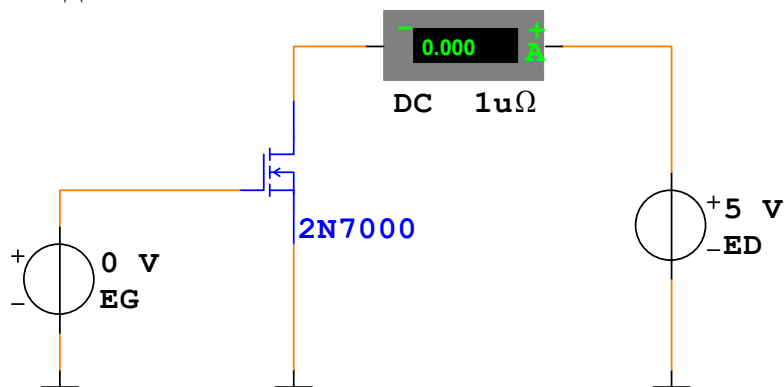 - +
0.000 A
DC 1uΩ
2N7000
+ 5 V
- ED
+ 0 V
- EG